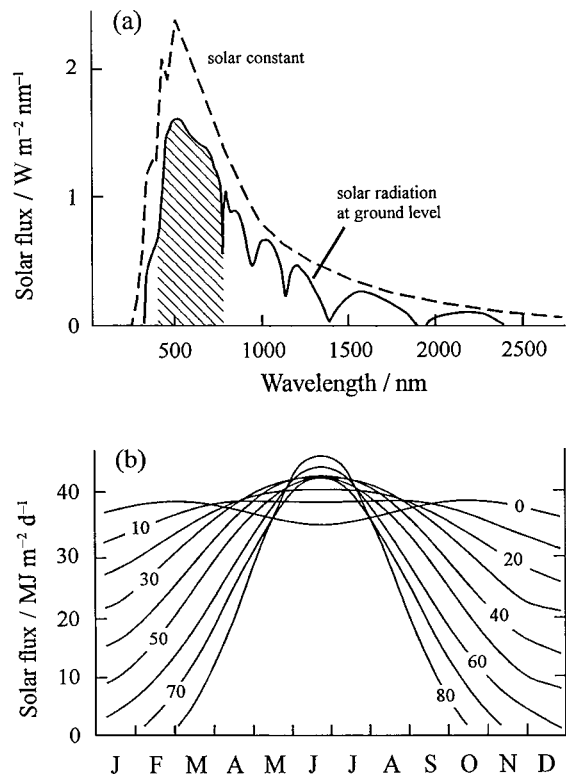 (a)
solar constant
solar radiation
at ground level
2
1
0
Solar flux / W m⁻² nm⁻¹
500 1000 1500 2000 2500
Wavelength / nm
(b)
40
30
20
10
0
Solar flux / MJ m⁻² d⁻¹
10
30
50
70
0
20
40
60
80
J F M A M J J A S O N D